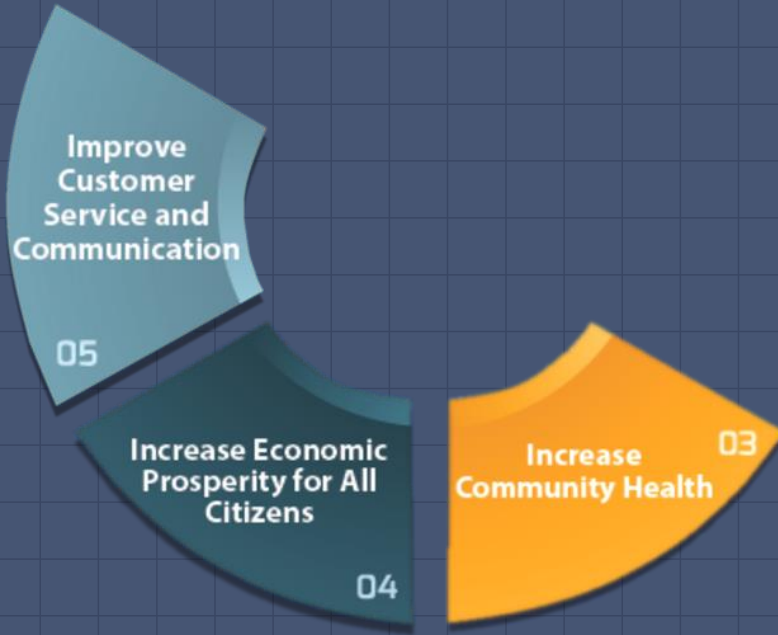 Improve
Customer
Service and
Communication
05
Increase Economic
Prosperity for All
Citizens
04
Increase
Community Health
03